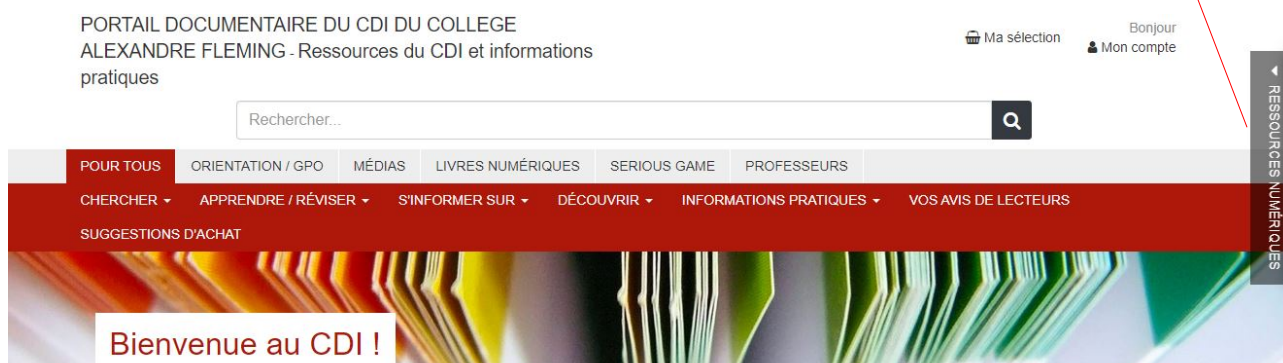 PORTAIL DOCUMENTAIRE DU CDI DU COLLEGE
ALEXANDRE FLEMING - Ressources du CDI et informations
pratiques
Ma sélection
Bonjour
Mon compte
Rechercher...
RESSOURCES NUMÉRIQUES
POUR TOUS ORIENTATION / GPO MÉDIAS LIVRES NUMÉRIQUES SERIOUS GAME PROFESSEURS
CHERCHER APPRENDRE / RÉVISER S'INFORMER SUR DÉCOUVRIR INFORMATIONS PRATIQUES VOS AVIS DE LECTEURS
SUGGESTIONS D'ACHAT
Bienvenue au CDI !